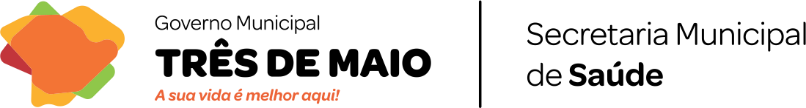 Governo Municipal
TRÊS DE MAIO
A sua vida é melhor aqui!
Secretaria Municipal
de Saúde